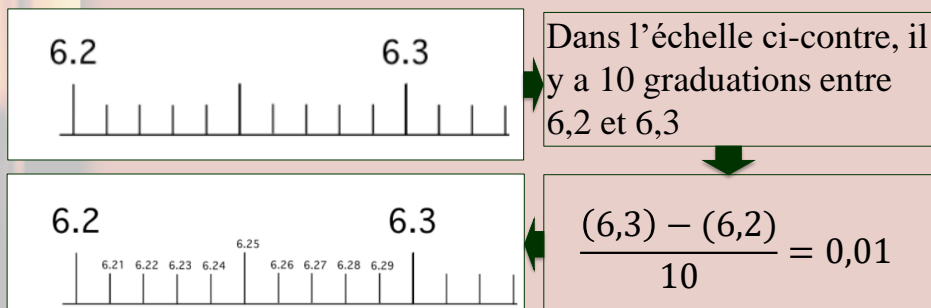 6.2 6.3
Dans l’échelle ci-contre, il
y a 10 graduations entre
6,2 et 6,3
(6,3) − (6,2)
10
= 0,01
6.2 6.3
6.25
6.21 6.22 6.23 6.24 6.26 6.27 6.28 6.29